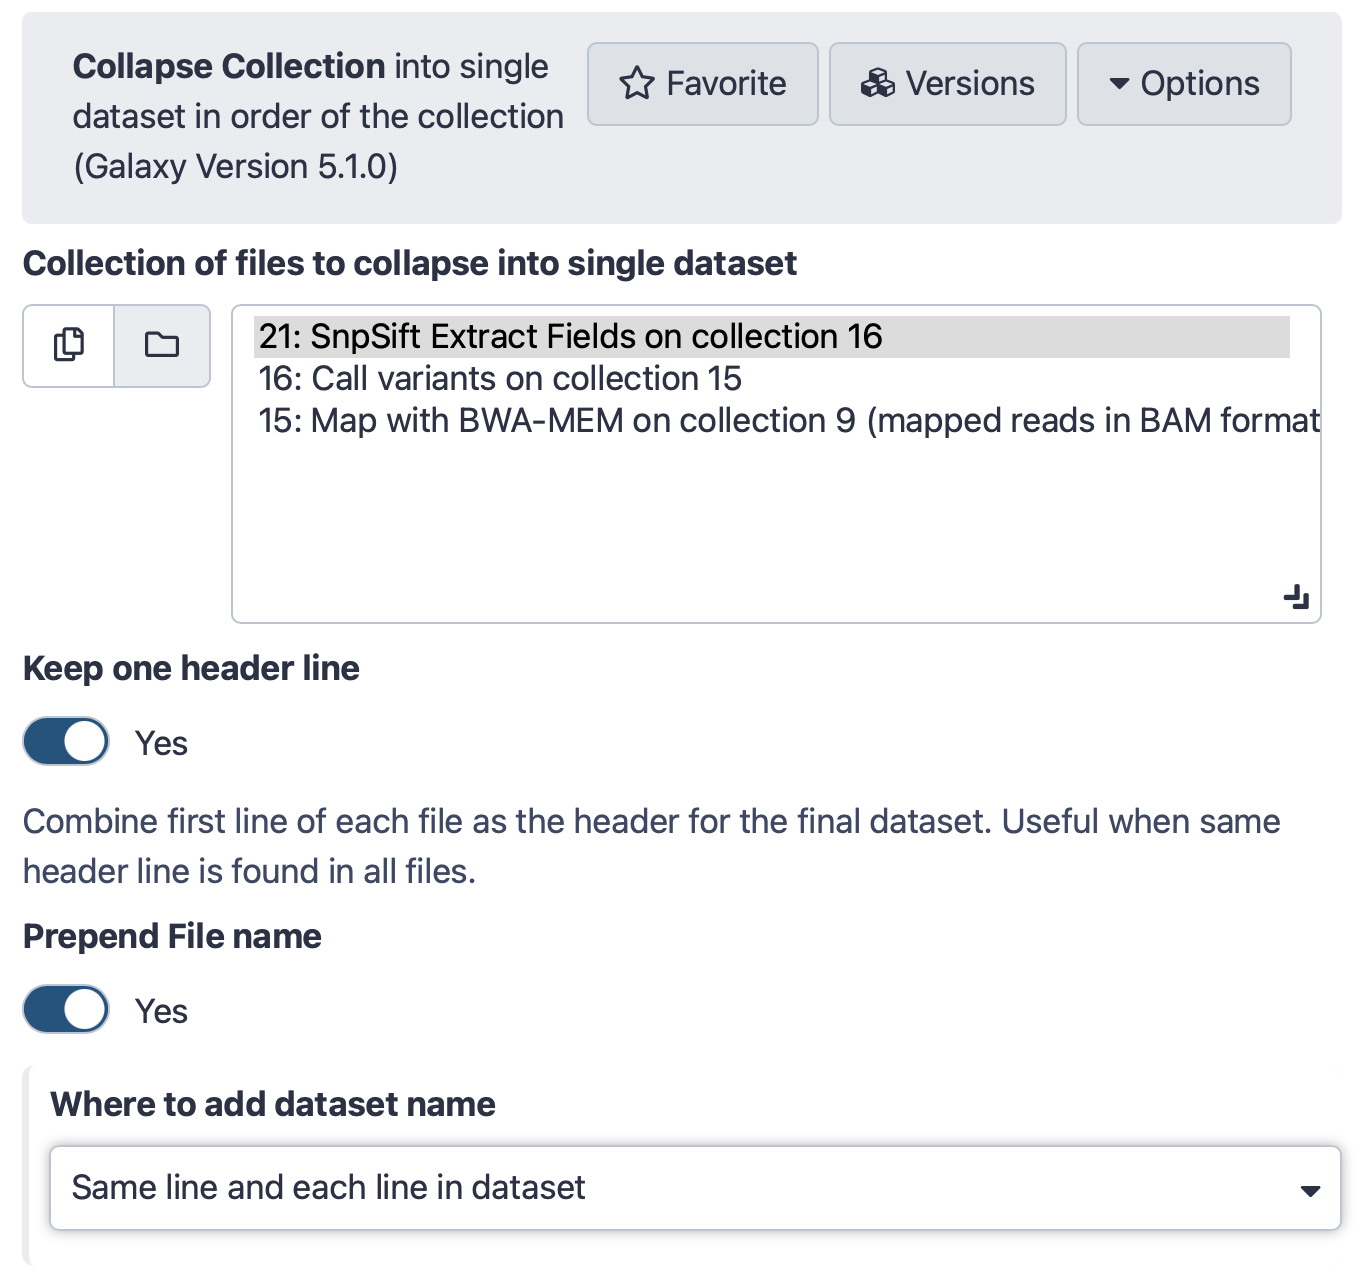 Collapse Collection into single
dataset in order of the collection
(Galaxy Version 5.1.0)
Favorite
Versions
Options
Collection of files to collapse into single dataset
21: SnpSift Extract Fields on collection 16
16: Call variants on collection 15
15: Map with BWA-MEM on collection 9 (mapped reads in BAM format
Keep one header line
Yes
Combine first line of each file as the header for the final dataset. Useful when same
header line is found in all files.
Prepend File name
Yes
Where to add dataset name
Same line and each line in dataset